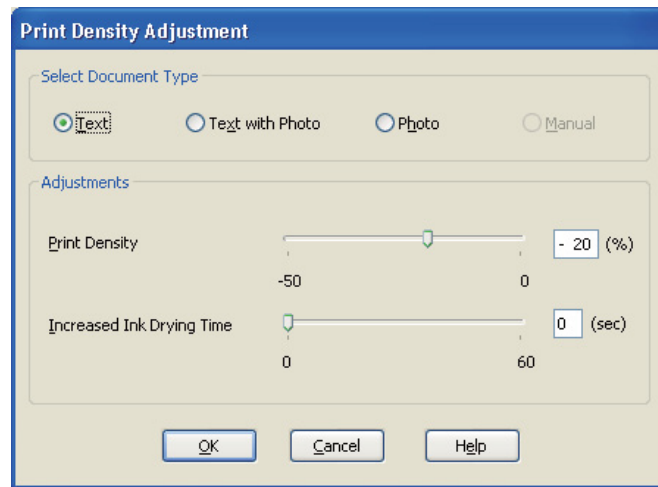 Print Density Adjustment
Select Document Type
Text Text with Photo Photo Manual
Adjustments
Print Density - 20 (%)
-50 0
Increased Ink Drying Time 0 (sec)
0 60
OK Cancel Help